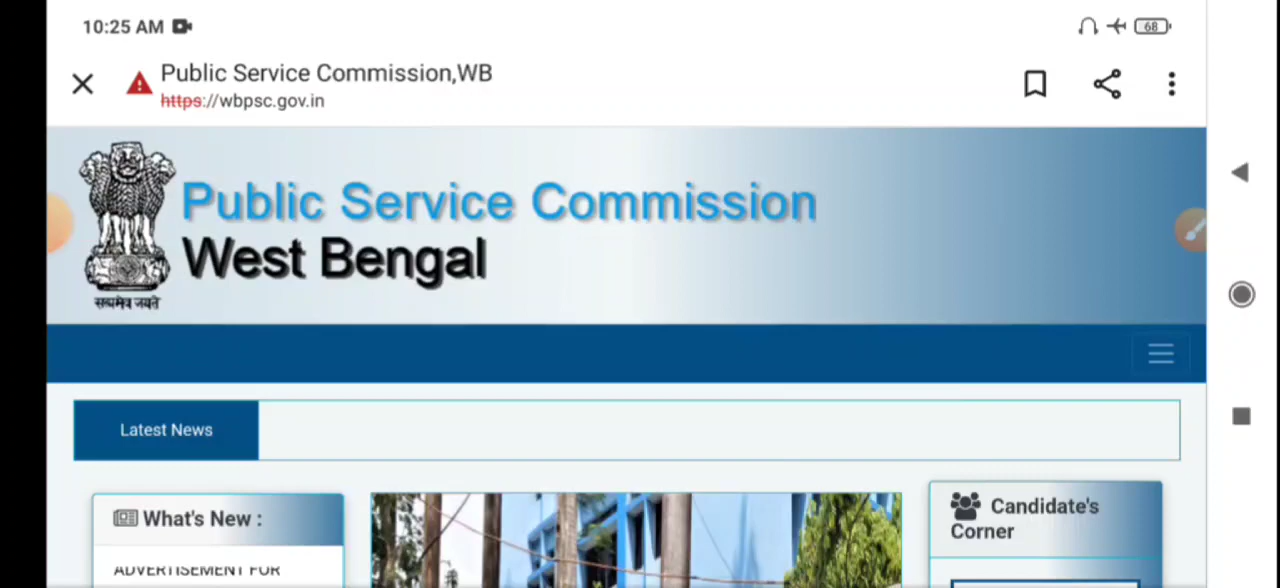 10:25 AM
68
Public Service Commission,WB
https://wbpsc.gov.in
Public Service Commission
West Bengal
सत्यमेव जयते
Latest News
What's New :
Candidate's
Corner
ADVERTISEMENT FOR